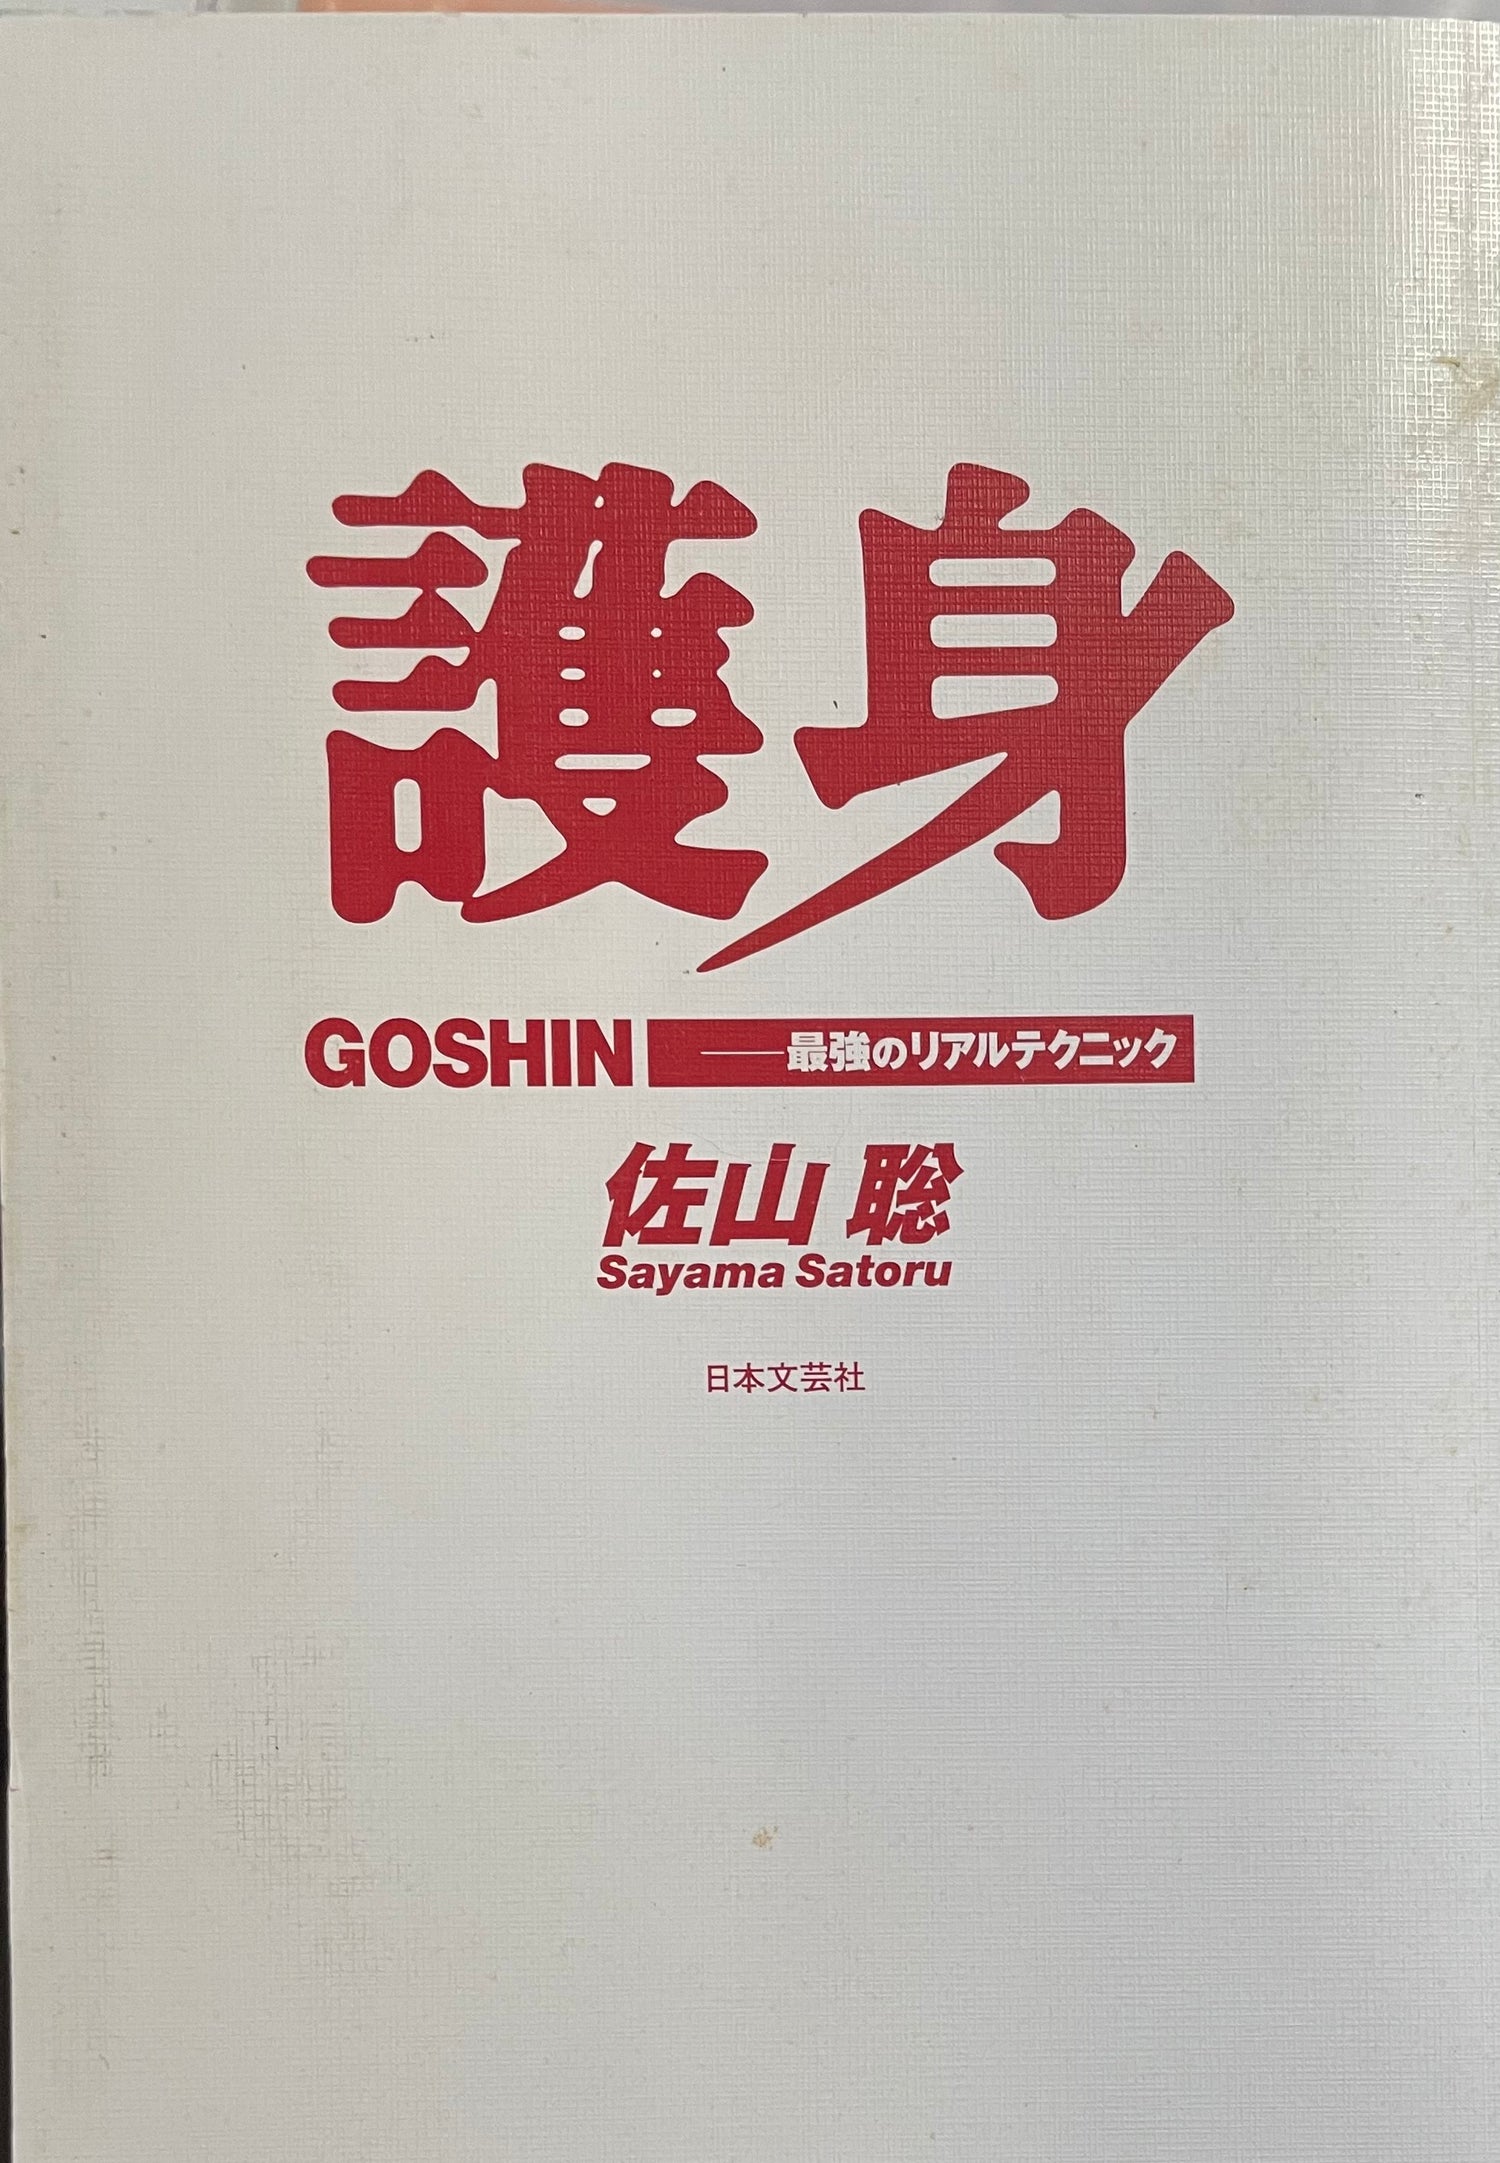 護身
GOSHIN ──最強のリアルテクニック
佐山 聡
Sayama Satoru
日本文芸社